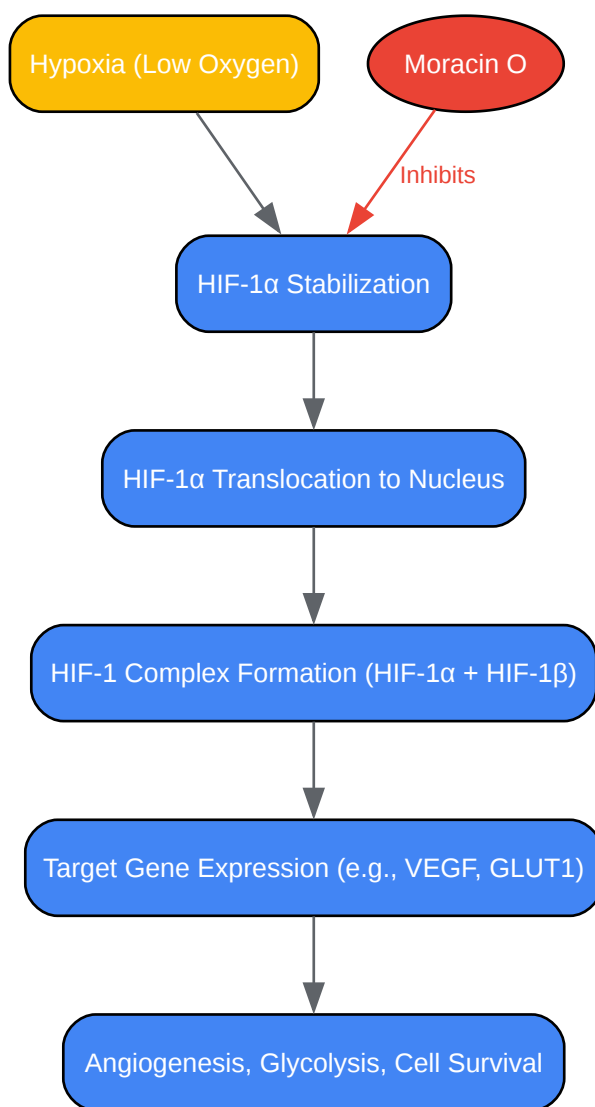 Hypoxia (Low Oxygen)
Moracin O
Inhibits
HIF-1α Stabilization
HIF-1α Translocation to Nucleus
HIF-1 Complex Formation (HIF-1α + HIF-1β)
Target Gene Expression (e.g., VEGF, GLUT1)
Angiogenesis, Glycolysis, Cell Survival